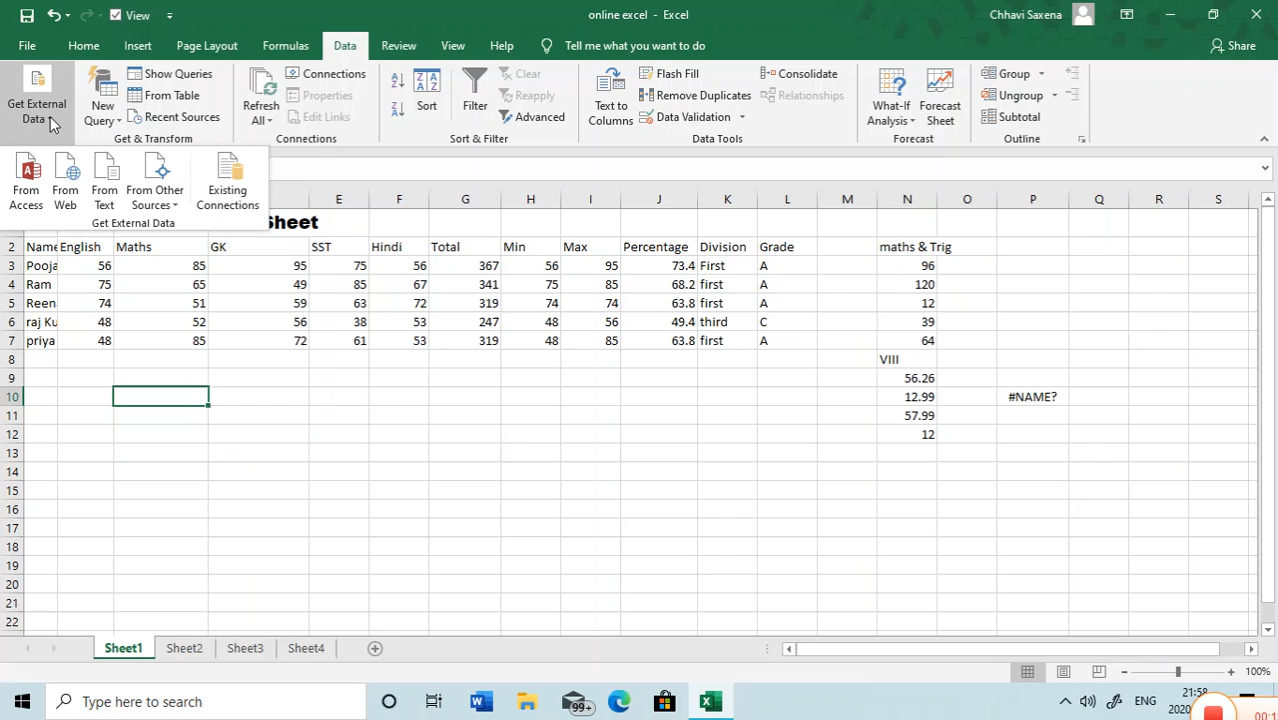 View
online excel - Excel
Chhavi Saxena
File Home Insert Page Layout Formulas Data Review View Help Tell me what you want to do Share
Get External Data
New Query
Show Queries
From Table
Recent Sources
Get & Transform
Refresh All
Connections
Properties
Edit Links
Connections
Sort
Filter
Clear
Reapply
Advanced
Sort & Filter
Text to Columns
Flash Fill
Remove Duplicates
Data Validation
Consolidate
Relationships
Data Tools
What-If Analysis
Forecast Sheet
Forecast
Group
Ungroup
Subtotal
Outline
From Access
From Web
From Text
From Other Sources
Existing Connections
Get External Data
E F G H I J K L M N O P Q R S
Sheet
2 Name English Maths GK SST Hindi Total Min Max Percentage Division Grade maths & Trig
3 Pooja 56 85 95 75 56 367 56 95 73.4 First A 96
4 Ram 75 65 49 85 67 341 75 85 68.2 first A 120
5 Reen 74 51 59 63 72 319 74 74 63.8 first A 12
6 raj Ku 48 52 56 38 53 247 48 56 49.4 third C 39
7 priya 48 85 72 61 53 319 48 85 63.8 first A 64
8 VIII
9 56.26
10 12.99 #NAME?
11 57.99
12 12
13
14
15
16
17
18
19
20
21
22
Sheet1 Sheet2 Sheet3 Sheet4
100%
Type here to search
99+
ENG
21:58
2020
00:1